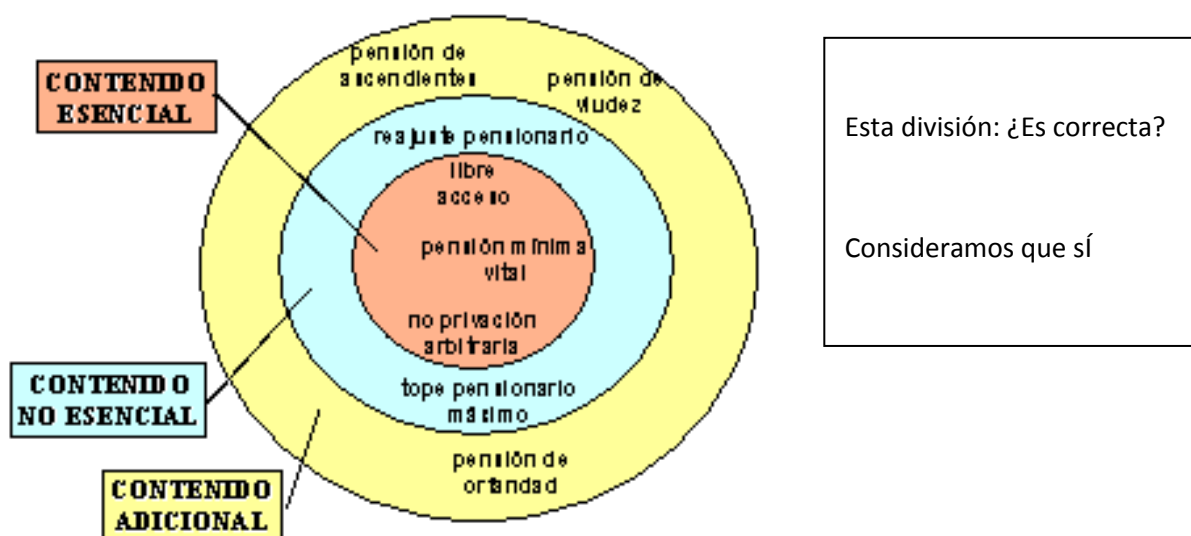 pensión de
ascendientes
pensión de
viudez
CONTENIDO
ESENCIAL
reajuste pensionario
libre
acceso
pensión mínima
vital
no privación
arbitraria
CONTENIDO
NO ESENCIAL
tope pensionario
máximo
pensión de
orfandad
CONTENIDO
ADICIONAL
Esta división: ¿Es correcta?
Consideramos que sÍ